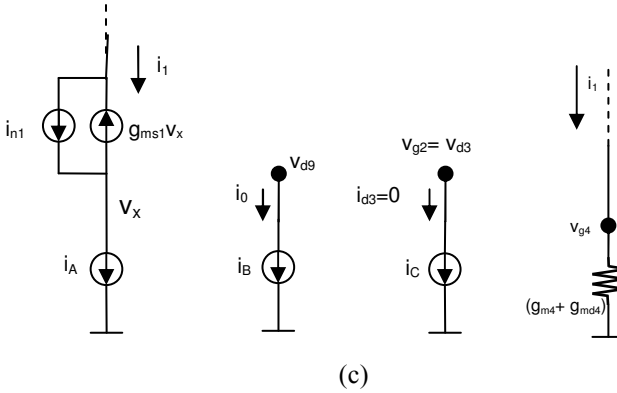 i1
in1
gms1vx
vx
iA
vd9
i0
iB
vg2= vd3
id3=0
iC
i1
vg4
(gm4+ gmd4)
(c)